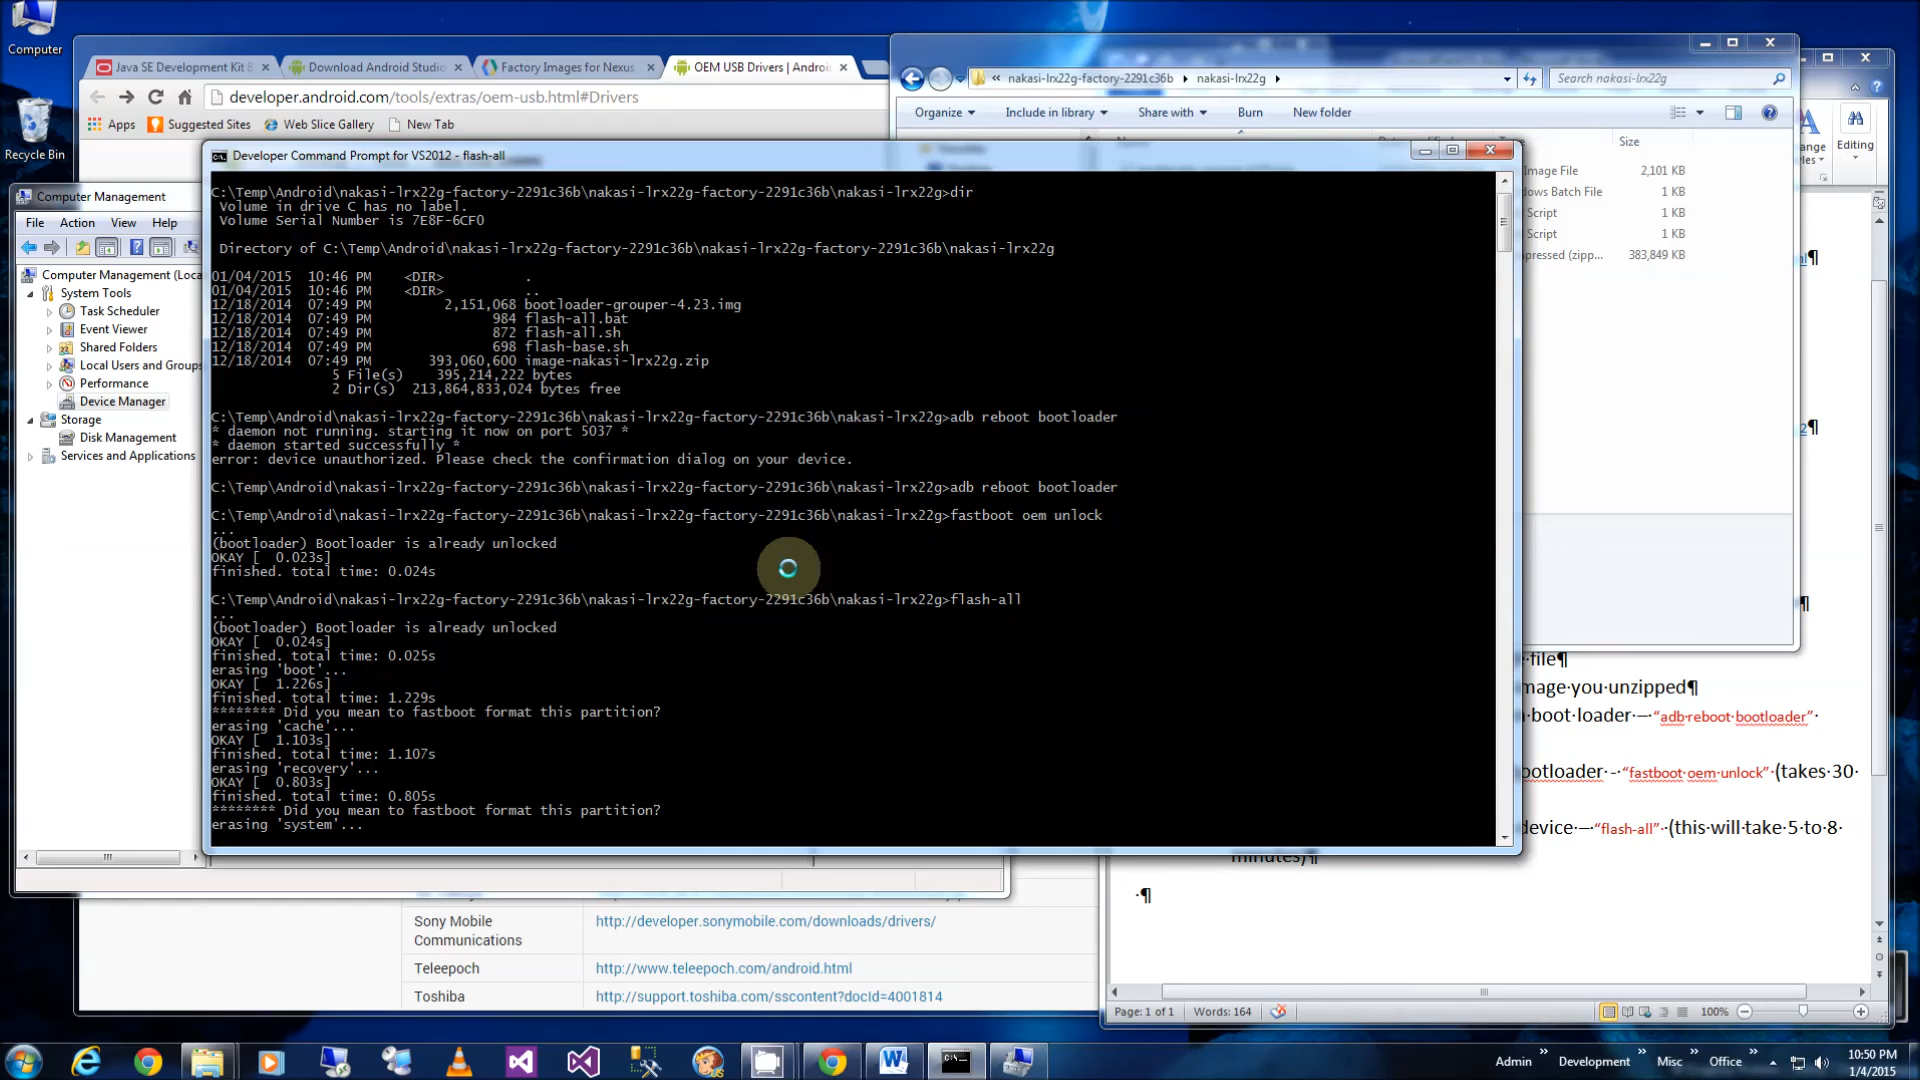 Computer
Recycle Bin
Java SE Development Kit 8
Download Android Studio
Factory Images for Nexus
OEM USB Drivers | Androi
developer.android.com/tools/extras/oem-usb.html#Drivers
Apps
Suggested Sites
Web Slice Gallery
New Tab
« nakasi-lrx22g-factory-2291c36b
nakasi-lrx22g
Search nakasi-lrx22g
Organize
Include in library
Share with
Burn
New folder
Size
Image File 2,101 KB
dows Batch File 1 KB
Script 1 KB
Script 1 KB
pressed (zipp... 383,849 KB
ange
yles
Editing
Computer Management
File Action View Help
Computer Management (Loca
System Tools
Task Scheduler
Event Viewer
Shared Folders
Local Users and Groups
Performance
Device Manager
Storage
Disk Management
Services and Applications
Developer Command Prompt for VS2012 - flash-all
C:\Temp\Android\nakasi-lrx22g-factory-2291c36b\nakasi-lrx22g-factory-2291c36b\nakasi-lrx22g>dir
Volume in drive C has no label.
Volume Serial Number is 7E8F-6CF0
Directory of C:\Temp\Android\nakasi-lrx22g-factory-2291c36b\nakasi-lrx22g-factory-2291c36b\nakasi-lrx22g
01/04/2015 10:46 PM <DIR> .
01/04/2015 10:46 PM <DIR> ..
12/18/2014 07:49 PM 2,151,068 bootloader-grouper-4.23.img
12/18/2014 07:49 PM 984 flash-all.bat
12/18/2014 07:49 PM 872 flash-all.sh
12/18/2014 07:49 PM 698 flash-base.sh
12/18/2014 07:49 PM 393,060,600 image-nakasi-lrx22g.zip
5 File(s) 395,214,222 bytes
2 Dir(s) 213,864,833,024 bytes free
C:\Temp\Android\nakasi-lrx22g-factory-2291c36b\nakasi-lrx22g-factory-2291c36b\nakasi-lrx22g>adb reboot bootloader
* daemon not running. starting it now on port 5037 *
* daemon started successfully *
error: device unauthorized. Please check the confirmation dialog on your device.
C:\Temp\Android\nakasi-lrx22g-factory-2291c36b\nakasi-lrx22g-factory-2291c36b\nakasi-lrx22g>adb reboot bootloader
C:\Temp\Android\nakasi-lrx22g-factory-2291c36b\nakasi-lrx22g-factory-2291c36b\nakasi-lrx22g>fastboot oem unlock
...
(bootloader) Bootloader is already unlocked
OKAY [ 0.023s]
finished. total time: 0.024s
C:\Temp\Android\nakasi-lrx22g-factory-2291c36b\nakasi-lrx22g-factory-2291c36b\nakasi-lrx22g>flash-all
...
(bootloader) Bootloader is already unlocked
OKAY [ 0.024s]
finished. total time: 0.025s
erasing 'boot'...
OKAY [ 1.226s]
finished. total time: 1.229s
******** Did you mean to fastboot format this partition?
erasing 'cache'...
OKAY [ 1.103s]
finished. total time: 1.107s
erasing 'recovery'...
OKAY [ 0.803s]
finished. total time: 0.805s
******** Did you mean to fastboot format this partition?
erasing 'system'...
file¶
mage·you·unzipped¶
boot·loader·–·“adb·reboot·bootloader”·
ootloader·-·“fastboot·oem·unlock”·(takes·30·
device·–·“flash-all”·(this·will·take·5·to·8·
minutes)¶
·¶
Sony Mobile
Communications
http://developer.sonymobile.com/downloads/drivers/
Teleepoch
http://www.teleepoch.com/android.html
Toshiba
http://support.toshiba.com/sscontent?docId=4001814
Page: 1 of 1
Words: 164
100%
Admin
Development
Misc
Office
10:50 PM
1/4/2015